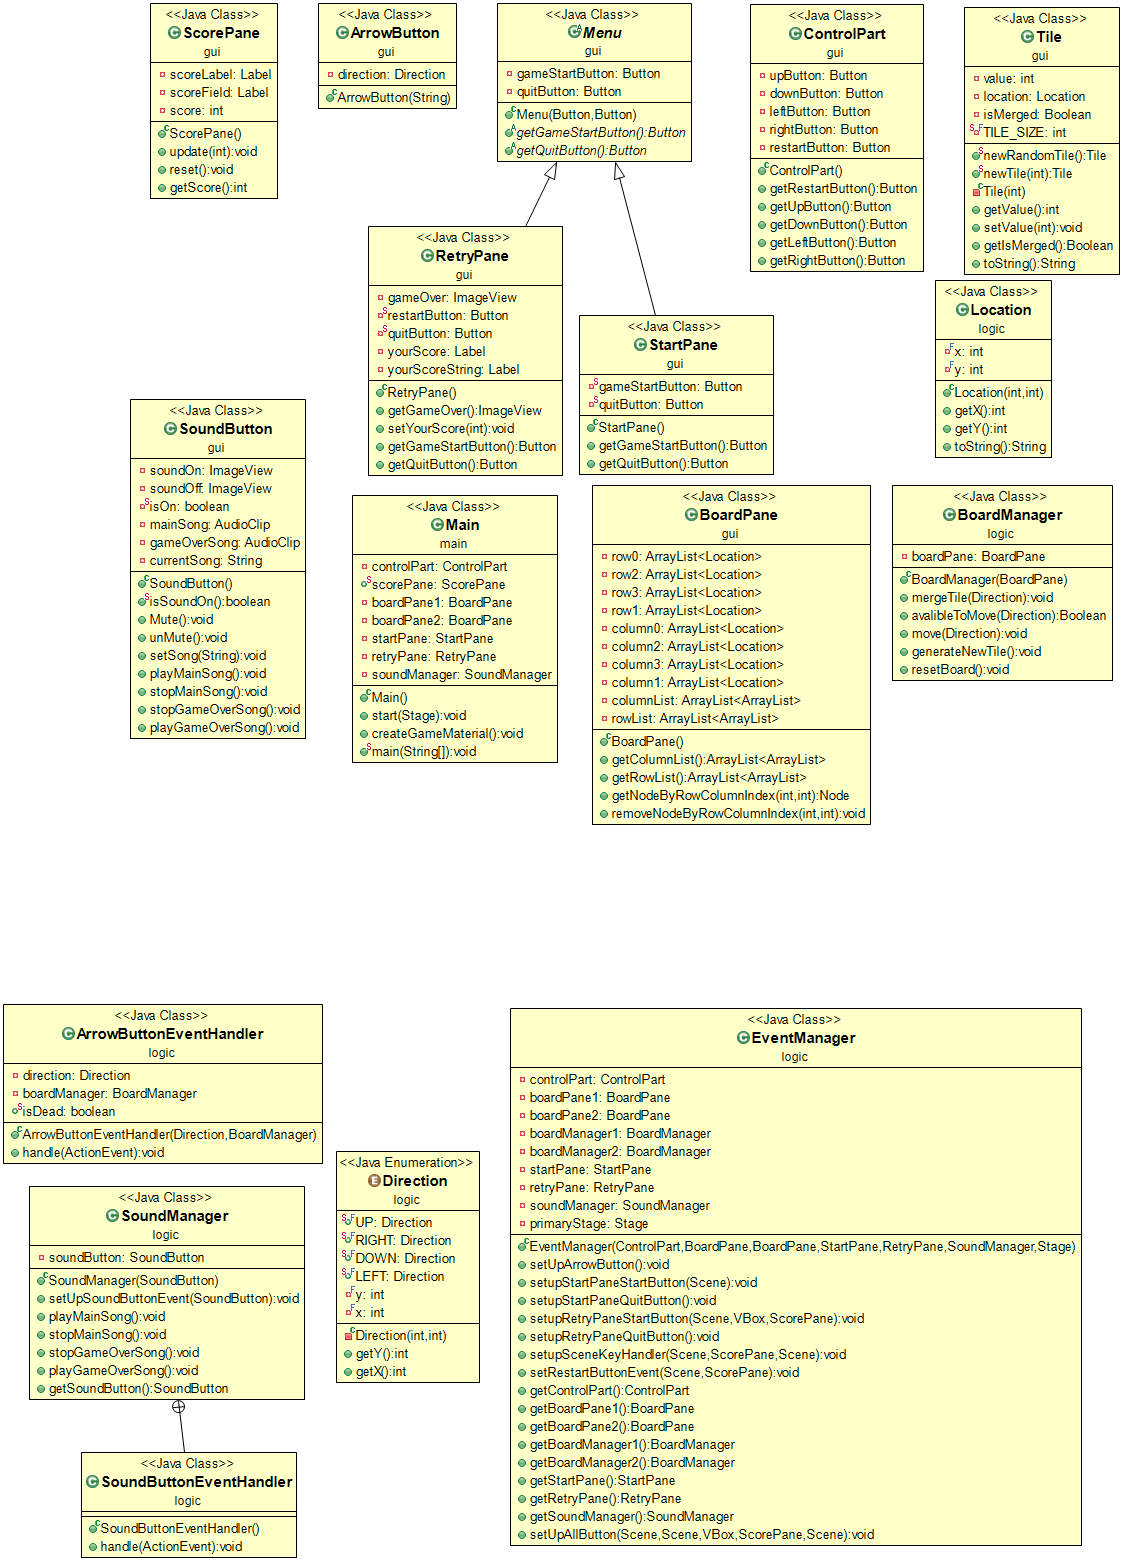 <<Java Class>>
ScorePane
gui
scoreLabel: Label
scoreField: Label
score: int
ScorePane()
update(int):void
reset():void
getScore():int
<<Java Class>>
ArrowButton
gui
direction: Direction
ArrowButton(String)
<<Java Class>>
Menu
gui
gameStartButton: Button
quitButton: Button
Menu(Button,Button)
getGameStartButton():Button
getQuitButton():Button
<<Java Class>>
ControlPart
gui
upButton: Button
downButton: Button
leftButton: Button
rightButton: Button
restartButton: Button
ControlPart()
getRestartButton():Button
getUpButton():Button
getDownButton():Button
getLeftButton():Button
getRightButton():Button
<<Java Class>>
Tile
gui
value: int
location: Location
isMerged: Boolean
TILE_SIZE: int
newRandomTile():Tile
newTile(int):Tile
Tile(int)
getValue():int
setValue(int):void
getIsMerged():Boolean
toString():String
<<Java Class>>
RetryPane
gui
gameOver: ImageView
restartButton: Button
quitButton: Button
yourScore: Label
yourScoreString: Label
RetryPane()
getGameOver():ImageView
setYourScore(int):void
getGameStartButton():Button
getQuitButton():Button
<<Java Class>>
StartPane
gui
gameStartButton: Button
quitButton: Button
StartPane()
getGameStartButton():Button
getQuitButton():Button
<<Java Class>>
Location
logic
x: int
y: int
Location(int,int)
getX():int
getY():int
toString():String
<<Java Class>>
SoundButton
gui
soundOn: ImageView
soundOff: ImageView
isOn: boolean
mainSong: AudioClip
gameOverSong: AudioClip
currentSong: String
SoundButton()
isSoundOn():boolean
Mute():void
unMute():void
setSong(String):void
playMainSong():void
stopMainSong():void
stopGameOverSong():void
playGameOverSong():void
<<Java Class>>
Main
main
controlPart: ControlPart
scorePane: ScorePane
boardPane1: BoardPane
boardPane2: BoardPane
startPane: StartPane
retryPane: RetryPane
soundManager: SoundManager
Main()
start(Stage):void
createGameMaterial():void
main(String[]):void
<<Java Class>>
BoardPane
gui
row0: ArrayList<Location>
row2: ArrayList<Location>
row3: ArrayList<Location>
row1: ArrayList<Location>
column0: ArrayList<Location>
column2: ArrayList<Location>
column3: ArrayList<Location>
column1: ArrayList<Location>
columnList: ArrayList<ArrayList>
rowList: ArrayList<ArrayList>
BoardPane()
getColumnList():ArrayList<ArrayList>
getRowList():ArrayList<ArrayList>
getNodeByRowColumnIndex(int,int):Node
removeNodeByRowColumnIndex(int,int):void
<<Java Class>>
BoardManager
logic
boardPane: BoardPane
BoardManager(BoardPane)
mergeTile(Direction):void
avalibleToMove(Direction):Boolean
move(Direction):void
generateNewTile():void
resetBoard():void
<<Java Class>>
ArrowButtonEventHandler
logic
direction: Direction
boardManager: BoardManager
isDead: boolean
ArrowButtonEventHandler(Direction,BoardManager)
handle(ActionEvent):void
<<Java Class>>
SoundManager
logic
soundButton: SoundButton
SoundManager(SoundButton)
setUpSoundButtonEvent(SoundButton):void
playMainSong():void
stopMainSong():void
stopGameOverSong():void
playGameOverSong():void
getSoundButton():SoundButton
<<Java Class>>
SoundButtonEventHandler
logic
SoundButtonEventHandler()
handle(ActionEvent):void
<<Java Enumeration>>
Direction
logic
UP: Direction
RIGHT: Direction
DOWN: Direction
LEFT: Direction
y: int
x: int
Direction(int,int)
getY():int
getX():int
<<Java Class>>
EventManager
logic
controlPart: ControlPart
boardPane1: BoardPane
boardPane2: BoardPane
boardManager1: BoardManager
boardManager2: BoardManager
startPane: StartPane
retryPane: RetryPane
soundManager: SoundManager
primaryStage: Stage
EventManager(ControlPart,BoardPane,BoardPane,StartPane,RetryPane,SoundManager,Stage)
setUpArrowButton():void
setupStartPaneStartButton(Scene):void
setupStartPaneQuitButton():void
setupRetryPaneStartButton(Scene,VBox,ScorePane):void
setupRetryPaneQuitButton():void
setupSceneKeyHandler(Scene,ScorePane,Scene):void
setRestartButtonEvent(Scene,ScorePane):void
getControlPart():ControlPart
getBoardPane1():BoardPane
getBoardPane2():BoardPane
getBoardManager1():BoardManager
getBoardManager2():BoardManager
getStartPane():StartPane
getRetryPane():RetryPane
getSoundManager():SoundManager
setUpAllButton(Scene,Scene,VBox,ScorePane,Scene):void